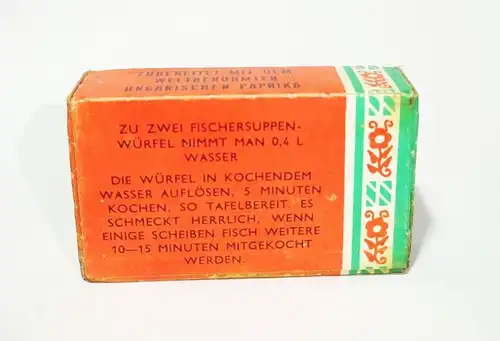 ZUBEREITET MIT DEM
WELTBERÜHMTEN
UNGARISCHEN PAPRIKA
ZU ZWEI FISCHERSUPPEN-
WÜRFEL NIMMT MAN 0,4 L
WASSER
DIE WÜRFEL IN KOCHENDEM
WASSER AUFLÖSEN, 5 MINUTEN
KOCHEN, SO TAFELBEREIT. ES
SCHMECKT HERRLICH, WENN
EINIGE SCHEIBEN FISCH WEITERE
10—15 MINUTEN MITGEKOCHT
WERDEN.